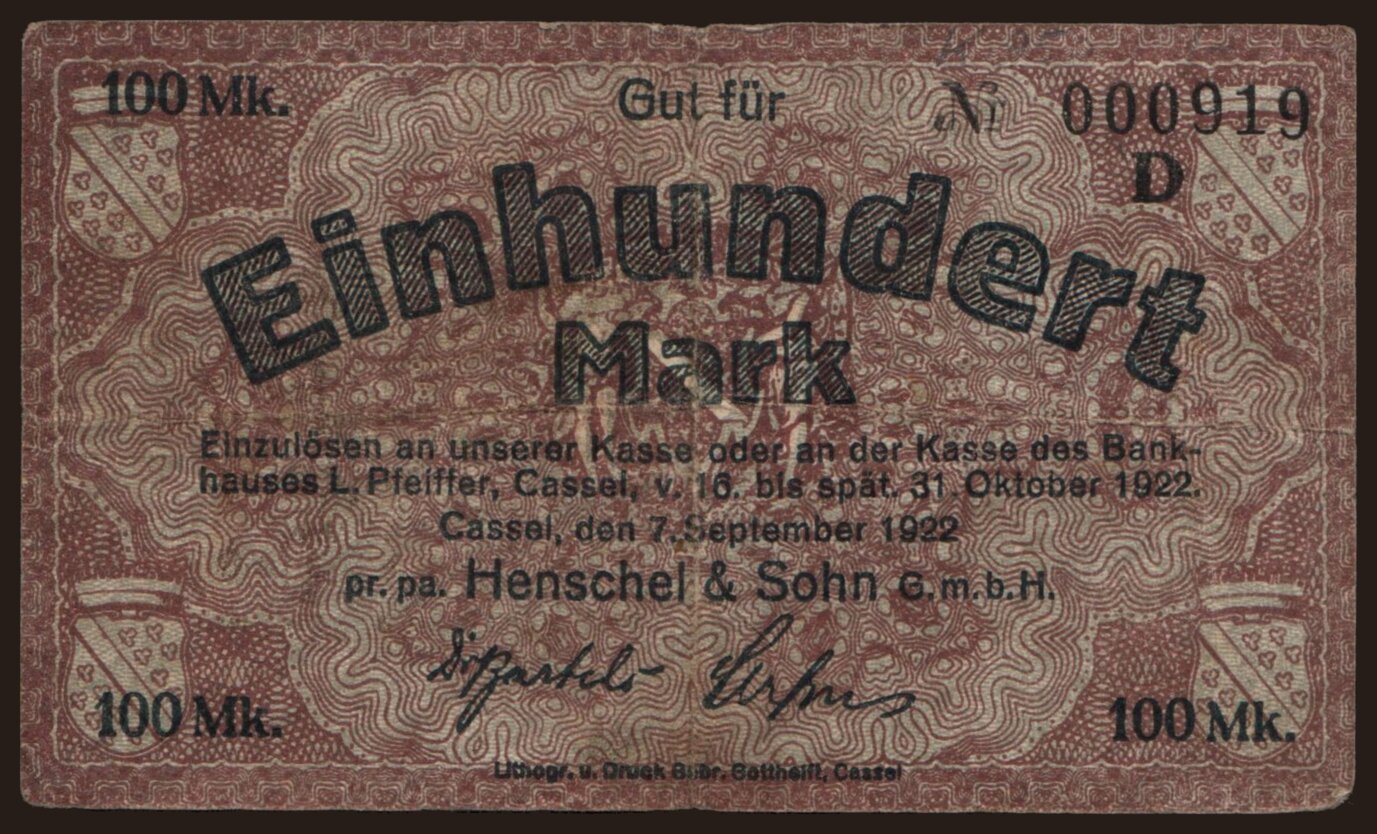 100 Mk.
Gut für
№ 000919
D
Einhundert
Mark
Einzulösen an unserer Kasse oder an der Kasse des Bank-
hauses L. Pfeiffer, Cassel, v. 16. bis spät. 31. Oktober 1922.
Cassel, den 7. September 1922
pr. pa. Henschel & Sohn G.m.b.H.
100 Mk.
100 Mk.
Lithogr. u. Druck Gebr. Gotthelft, Cassel